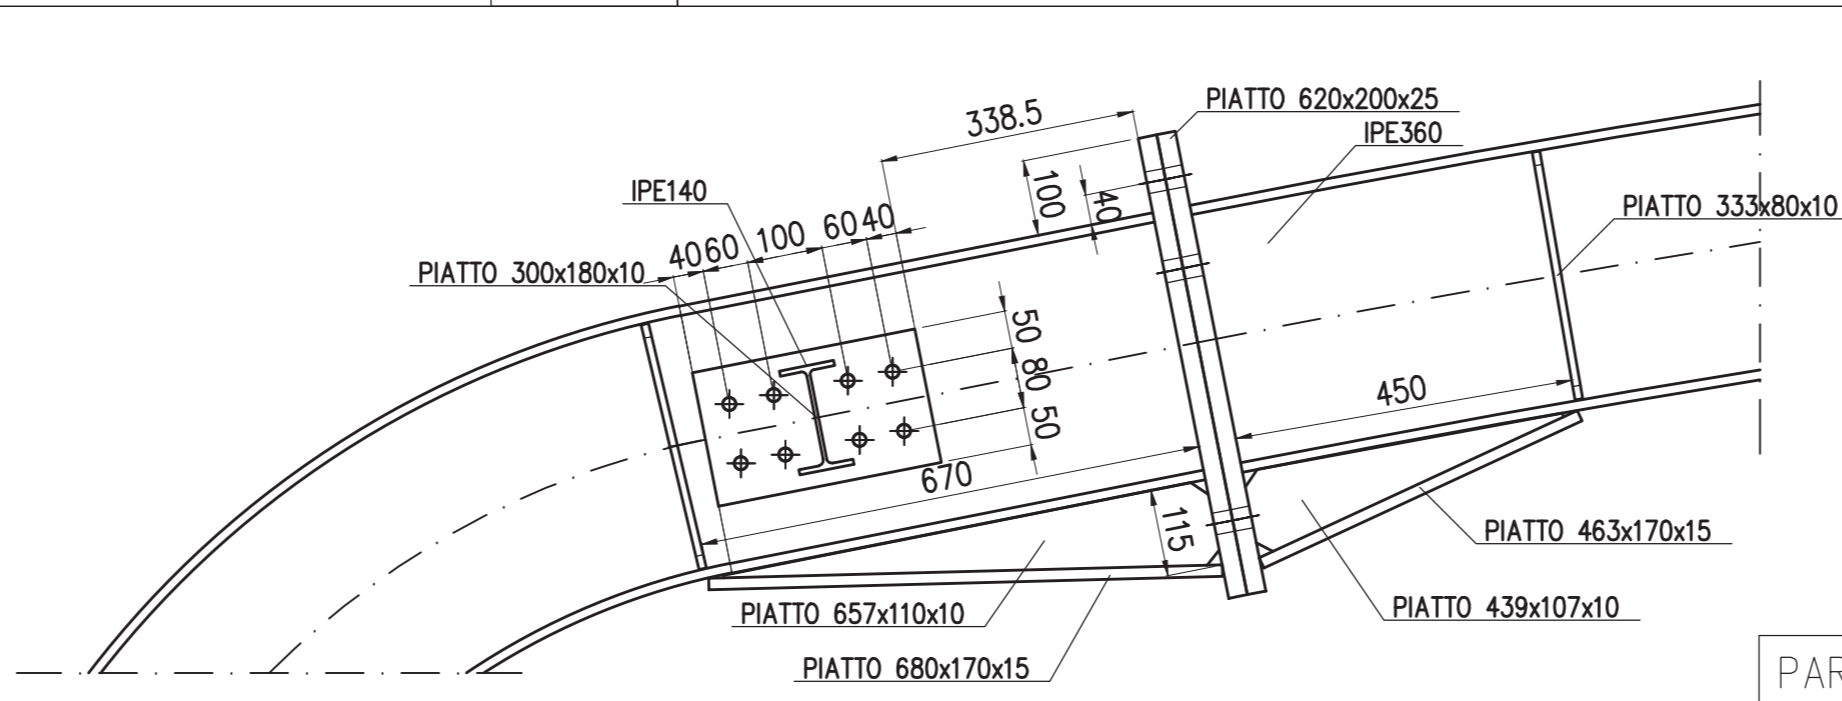 PIATTO 620x200x25
338.5
IPE360
100
40
IPE140
PIATTO 333x80x10
40
60
100
60
40
PIATTO 300x180x10
50
80
50
450
670
115
PIATTO 463x170x15
PIATTO 657x110x10
PIATTO 439x107x10
PIATTO 680x170x15
PAR